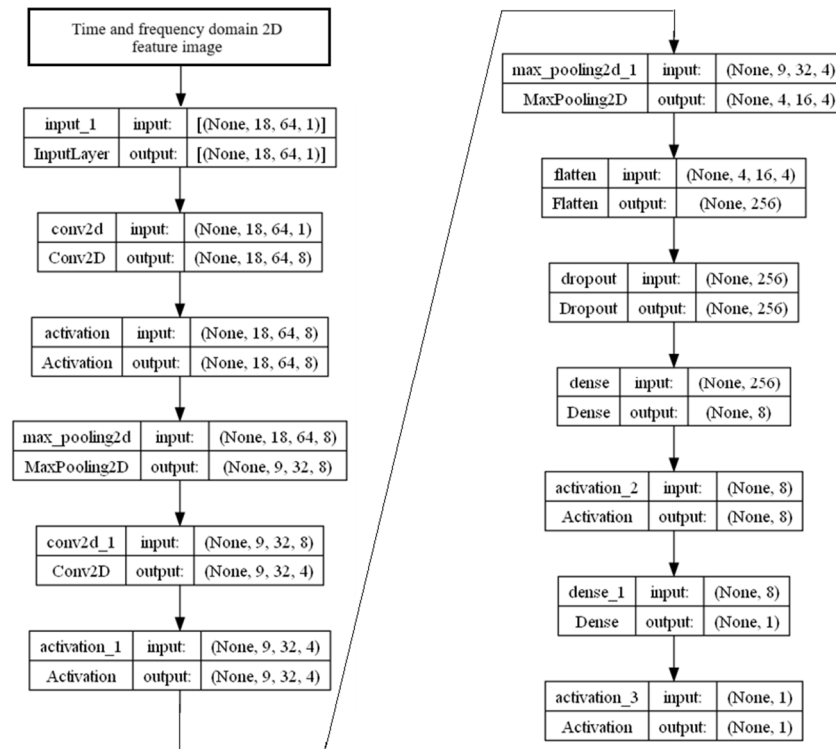 Time and frequency domain 2D
feature image
input_1 input: [(None, 18, 64, 1)]
InputLayer output: [(None, 18, 64, 1)]
conv2d input: (None, 18, 64, 1)
Conv2D output: (None, 18, 64, 8)
activation input: (None, 18, 64, 8)
Activation output: (None, 18, 64, 8)
max_pooling2d input: (None, 18, 64, 8)
MaxPooling2D output: (None, 9, 32, 8)
conv2d_1 input: (None, 9, 32, 8)
Conv2D output: (None, 9, 32, 4)
activation_1 input: (None, 9, 32, 4)
Activation output: (None, 9, 32, 4)
max_pooling2d_1 input: (None, 9, 32, 4)
MaxPooling2D output: (None, 4, 16, 4)
flatten input: (None, 4, 16, 4)
Flatten output: (None, 256)
dropout input: (None, 256)
Dropout output: (None, 256)
dense input: (None, 256)
Dense output: (None, 8)
activation_2 input: (None, 8)
Activation output: (None, 8)
dense_1 input: (None, 8)
Dense output: (None, 1)
activation_3 input: (None, 1)
Activation output: (None, 1)